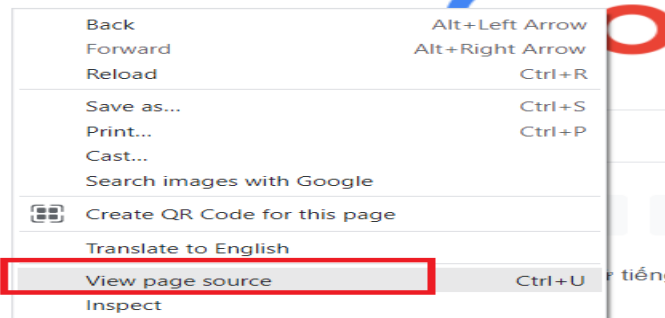 Back Alt+Left Arrow
Forward Alt+Right Arrow
Reload Ctrl+R
Save as... Ctrl+S
Print... Ctrl+P
Cast...
Search images with Google
Create QR Code for this page
Translate to English
View page source Ctrl+U
tiếng
Inspect